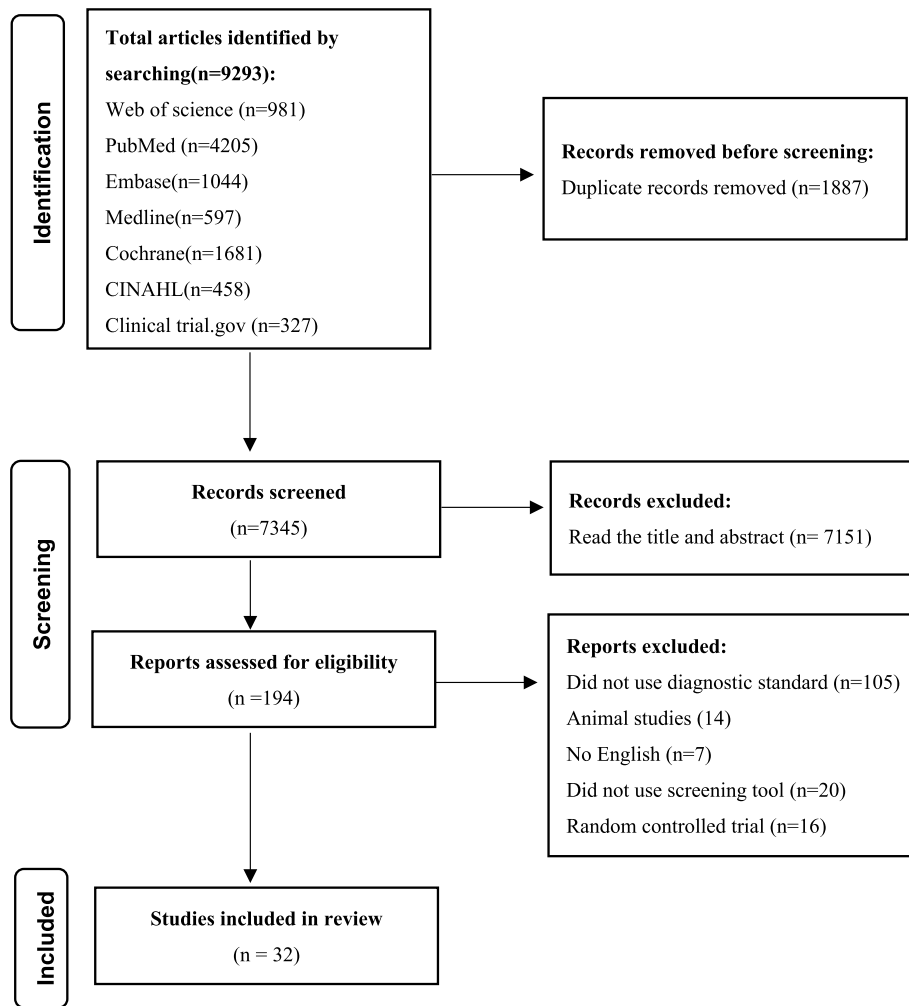 Identification
Total articles identified by
searching(n=9293):
Web of science (n=981)
PubMed (n=4205)
Embase(n=1044)
Medline(n=597)
Cochrane(n=1681)
CINAHL(n=458)
Clinical trial.gov (n=327)
Records removed before screening:
Duplicate records removed (n=1887)
Screening
Records screened
(n=7345)
Records excluded:
Read the title and abstract (n= 7151)
Reports assessed for eligibility
(n =194)
Reports excluded:
Did not use diagnostic standard (n=105)
Animal studies (14)
No English (n=7)
Did not use screening tool (n=20)
Random controlled trial (n=16)
Included
Studies included in review
(n = 32)